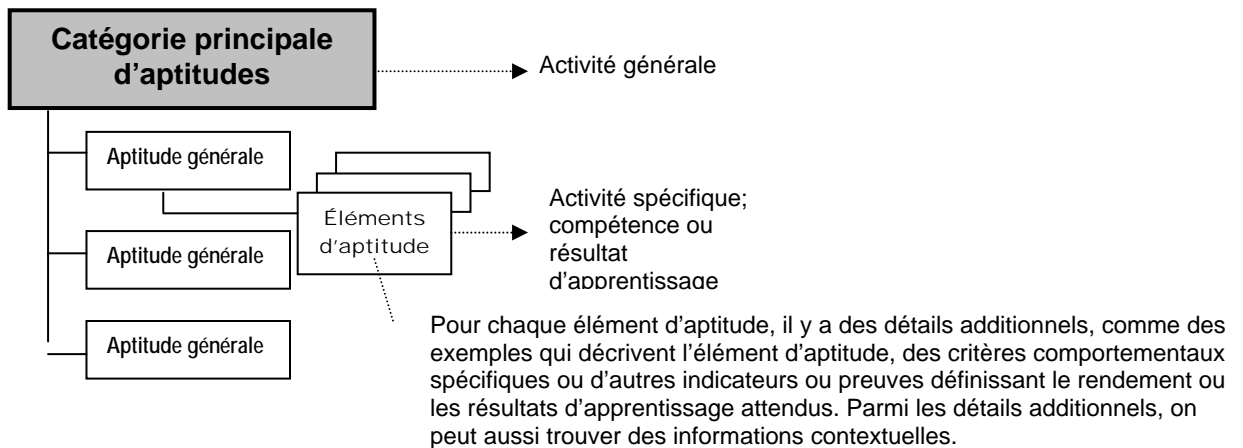 Catégorie principale
d’aptitudes
Activité générale
Aptitude générale
Éléments
d’aptitude
Activité spécifique;
compétence ou
résultat
d’apprentissage
Aptitude générale
Aptitude générale
Pour chaque élément d’aptitude, il y a des détails additionnels, comme des
exemples qui décrivent l’élément d’aptitude, des critères comportementaux
spécifiques ou d’autres indicateurs ou preuves définissant le rendement ou
les résultats d’apprentissage attendus. Parmi les détails additionnels, on
peut aussi trouver des informations contextuelles.